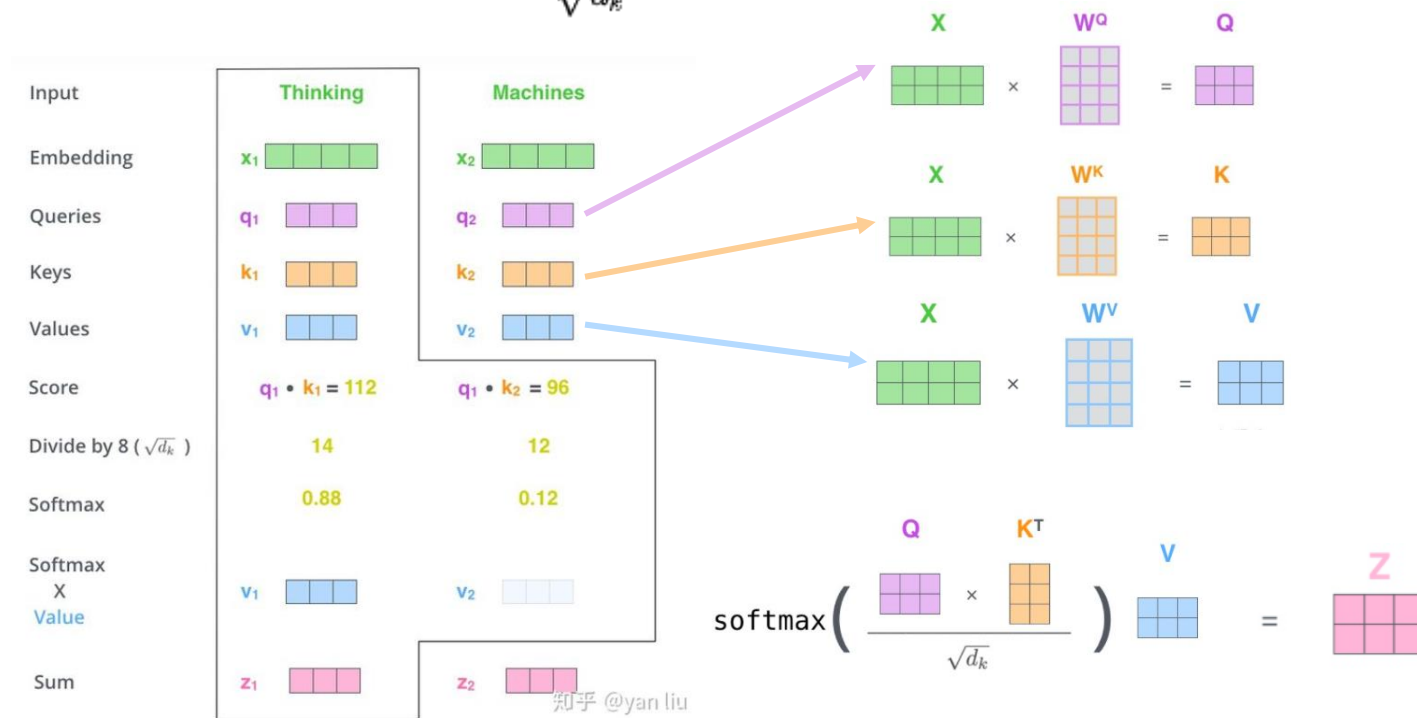 √dₖ
Input Thinking Machines
Embedding x₁ x₂
Queries q₁ q₂
Keys k₁ k₂
Values v₁ v₂
Score q₁ • k₁ = 112 q₁ • k₂ = 96
Divide by 8 ( √dₖ ) 14 12
Softmax 0.88 0.12
Softmax
X
Value
v₁ v₂
Sum z₁ z₂
X Wᵠ Q
× =
X Wᴷ K
× =
X Wⱽ V
× =
Q Kᵀ V Z
softmax( × ) =
√dₖ
知乎 @yan liu